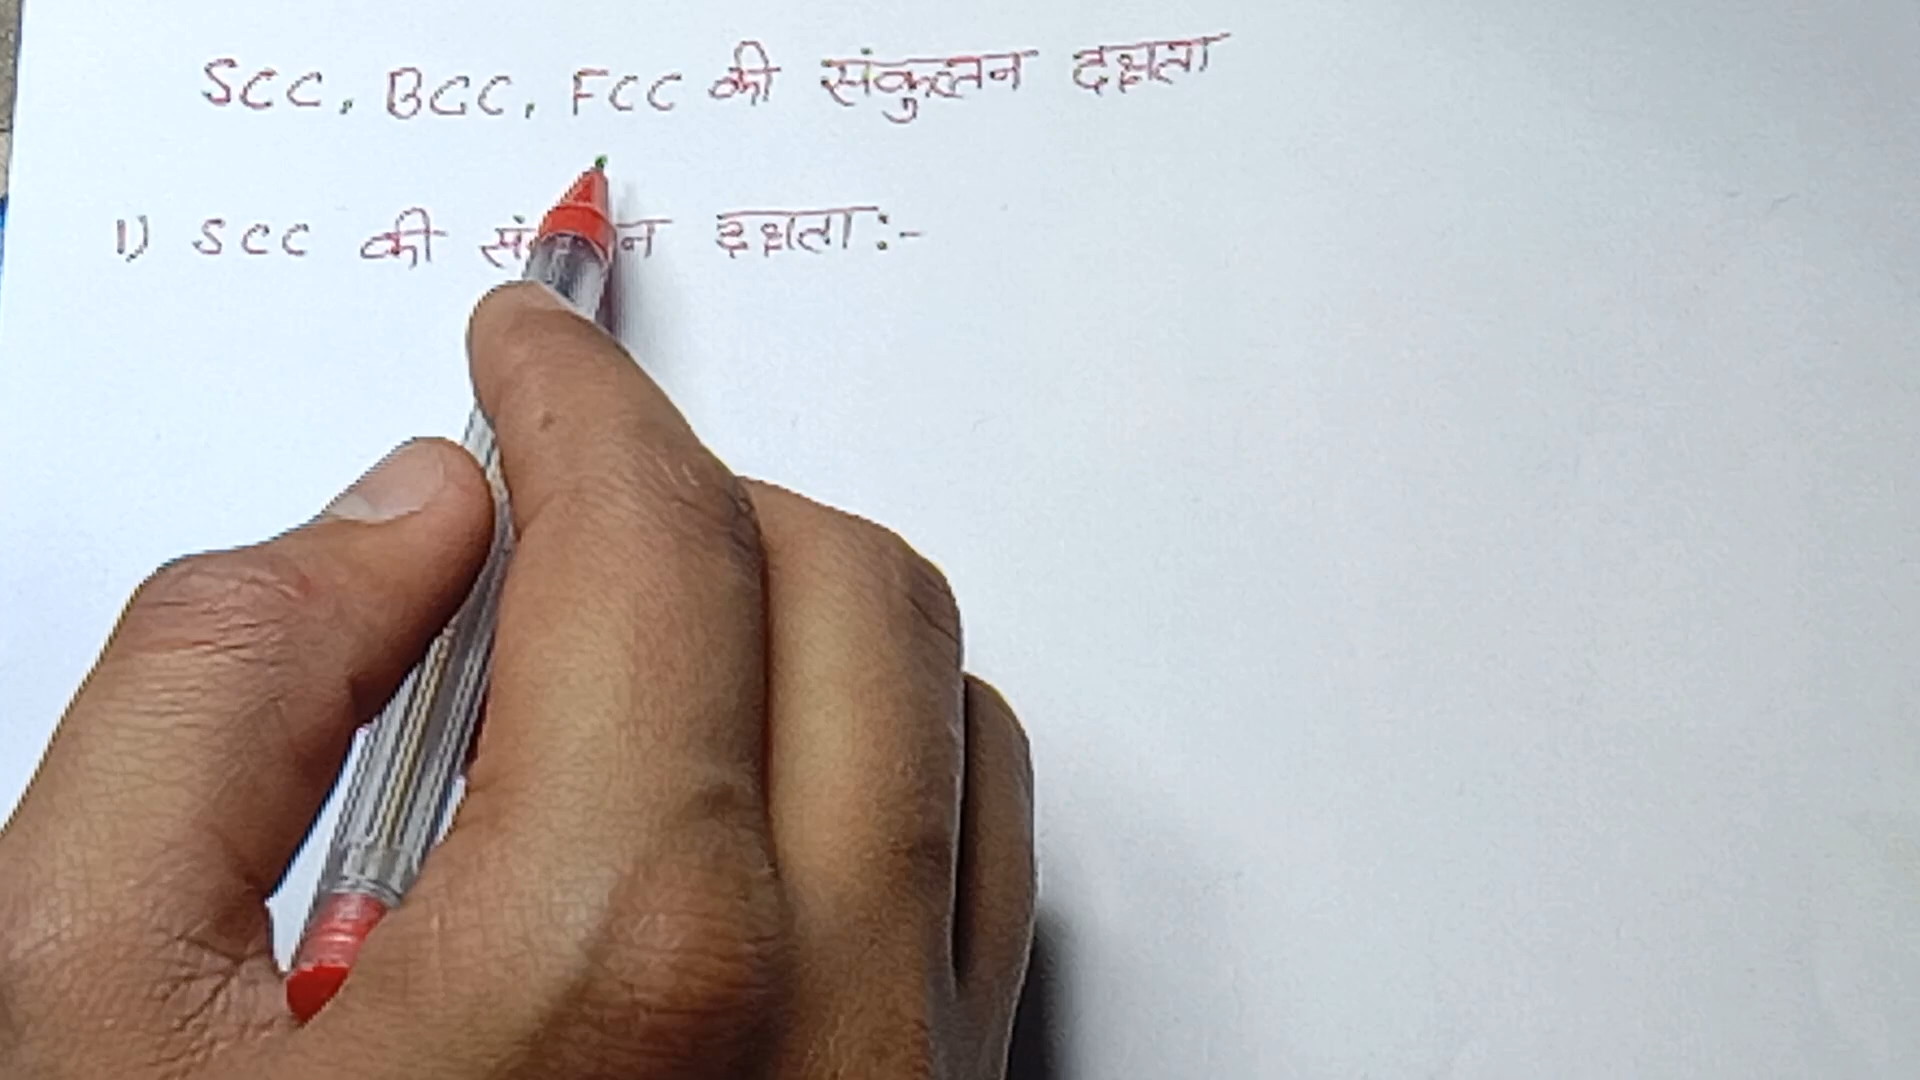 SCC, BCC, FCC की संकुलन दक्षता
1) SCC की दक्षता :-